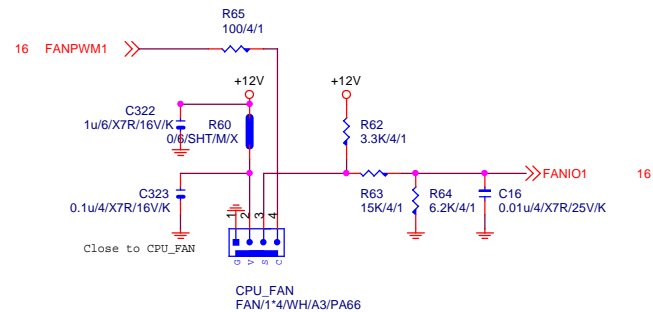 R65
100/4/1
16 FANPWM1
+12V
+12V
C322
1u/6/X7R/16V/K
R60
0/6/SHT/M/X
R62
3.3K/4/1
FANIO1 16
C323
0.1u/4/X7R/16V/K
R63
15K/4/1
R64
6.2K/4/1
C16
0.01u/4/X7R/25V/K
1 2 3 4
Close to CPU_FAN
G V S C
CPU_FAN
FAN/1*4/WH/A3/PA66